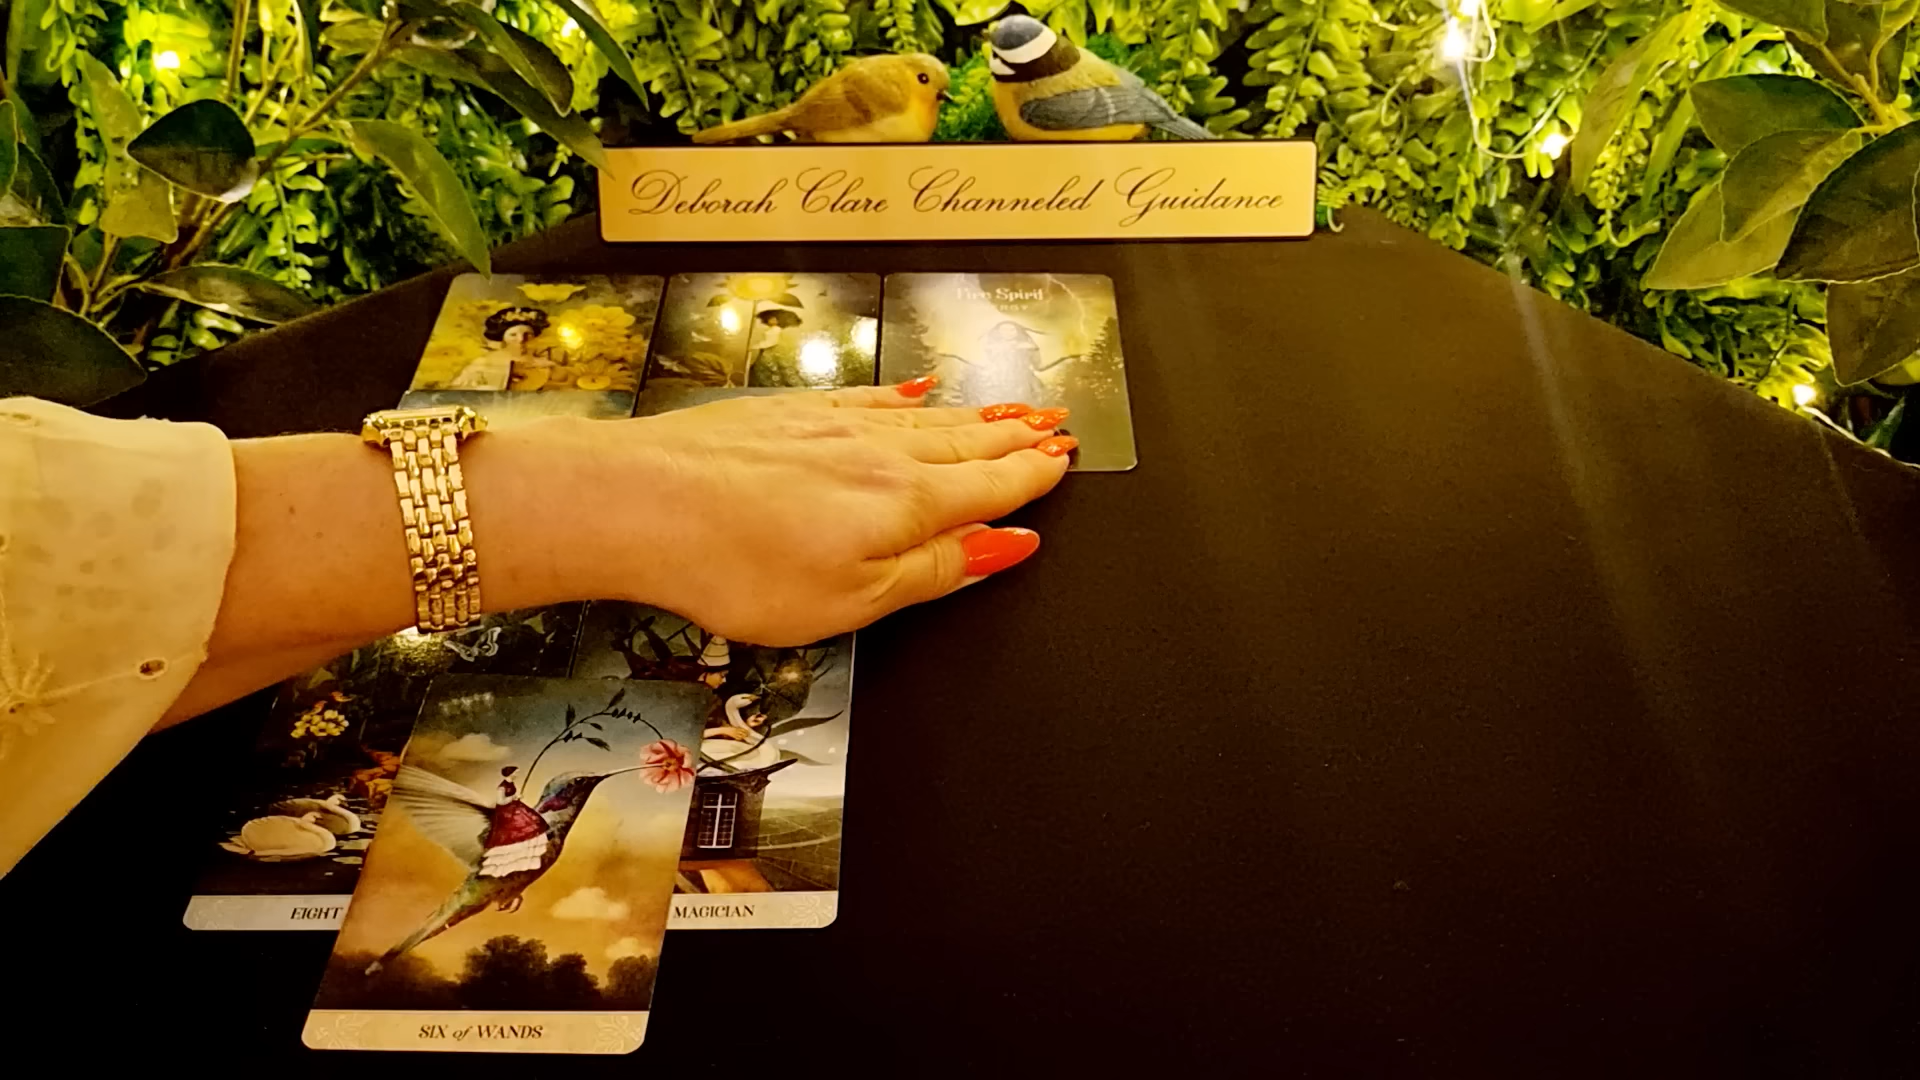 Deborah Clare Channeled Guidance
Fire Spirit
EIGHT
MAGICIAN
SIX of WANDS